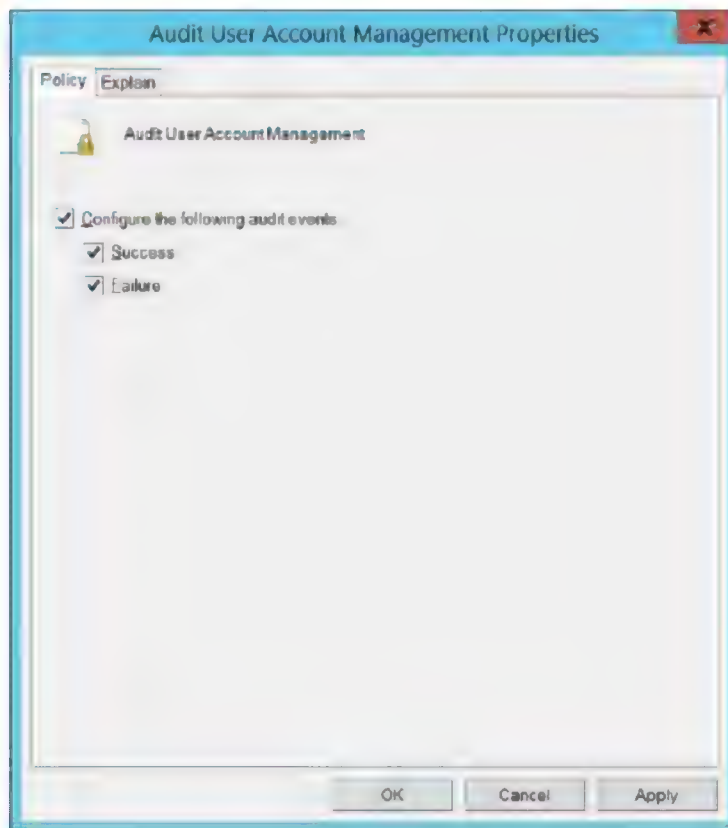 Audit User Account Management Properties
Policy
Explain
Audit User Account Management
Configure the following audit events
Success
Failure
OK
Cancel
Apply